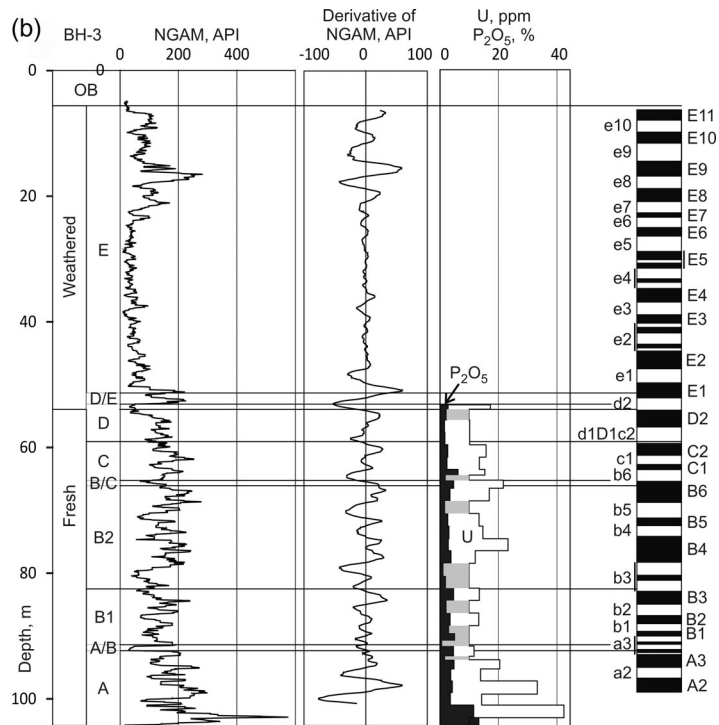 (b)
BH-3
NGAM, API
Derivative of
NGAM, API
U, ppm
P2O5, %
0 200 400
-100 0 100
0 20 40
0
0
20
40
60
80
100
Depth, m
OB
Weathered
Fresh
E
D/E
D
C
B/C
B2
B1
A/B
A
P2O5
U
e10
e9
e8
e7
e6
e5
e4
e3
e2
e1
d2
d1D1c2
c1
b6
b5
b4
b3
b2
b1
a3
a2
E11
E10
E9
E8
E7
E6
E5
E4
E3
E2
E1
D2
C2
C1
B6
B5
B4
B3
B2
B1
A3
A2